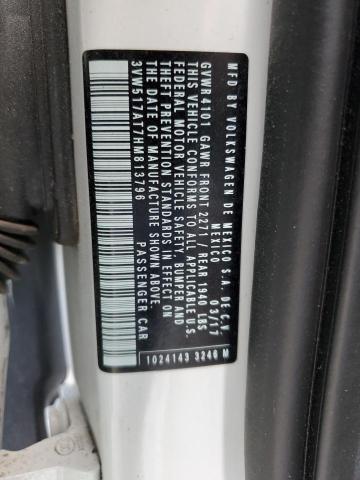 MFD BY VOLKSWAGEN DE MEXICO S.A. DE C.V.
MEXICO 03/17
GVWR 4101 GAWR FRONT 2271 / REAR 1940 LBS
THIS VEHICLE CONFORMS TO ALL APPLICABLE U.S.
FEDERAL MOTOR VEHICLE SAFETY, BUMPER AND
THEFT PREVENTION STANDARDS IN EFFECT ON
THE DATE OF MANUFACTURE SHOWN ABOVE.
3VW517AT7HM813796 PASSENGER CAR
1024143 3246 M